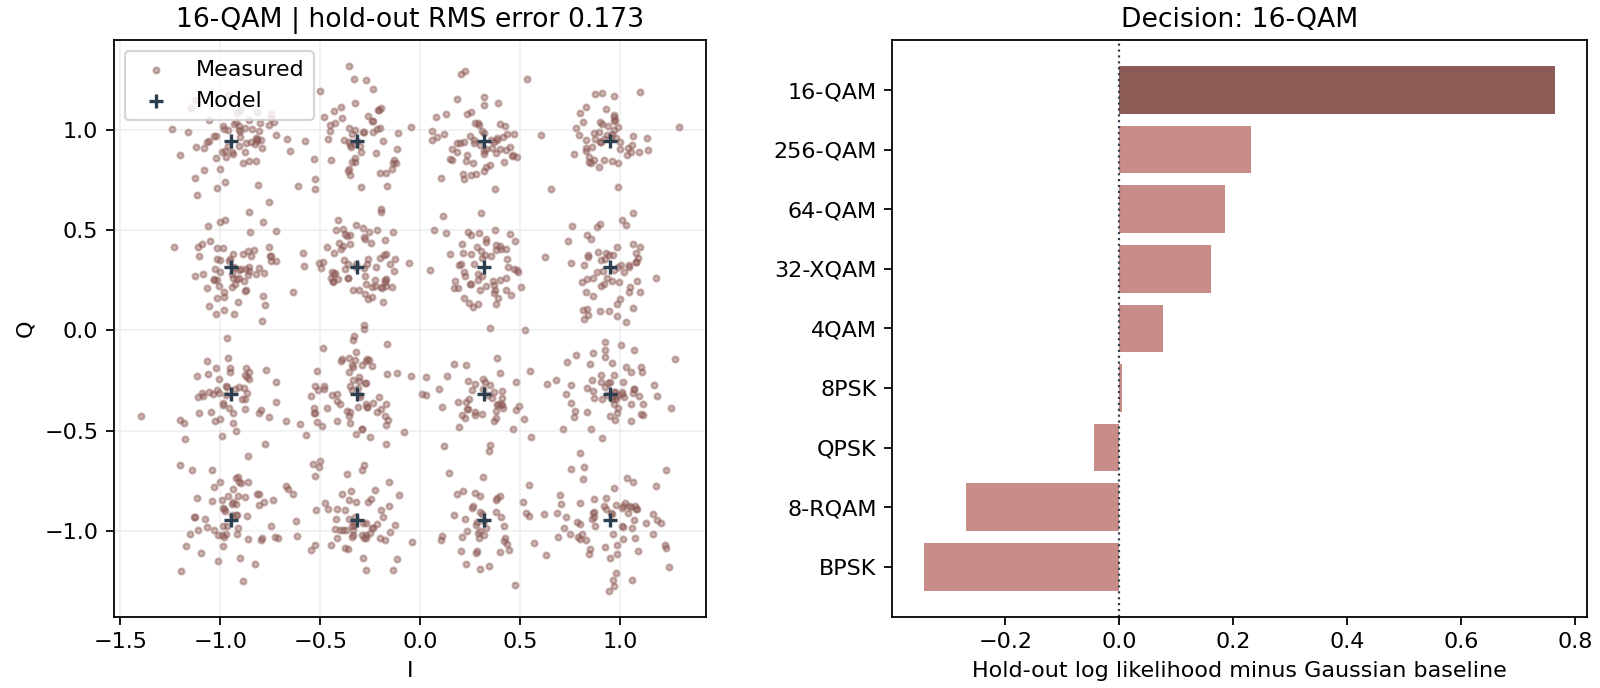 16-QAM | hold-out RMS error 0.173
Measured
Model
1.0
0.5
0.0
−0.5
−1.0
Q
−1.5
−1.0
−0.5
0.0
0.5
1.0
I
Decision: 16-QAM
16-QAM
256-QAM
64-QAM
32-XQAM
4QAM
8PSK
QPSK
8-RQAM
BPSK
−0.2
0.0
0.2
0.4
0.6
0.8
Hold-out log likelihood minus Gaussian baseline